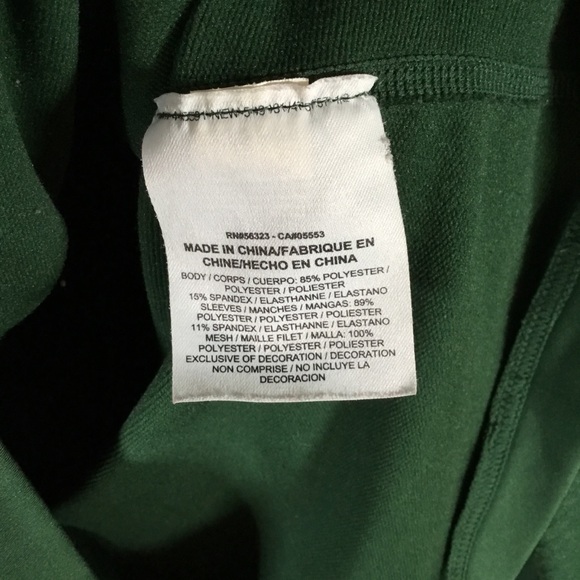 RN#56323 - CA#05553
MADE IN CHINA/FABRIQUE EN
CHINE/HECHO EN CHINA
BODY / CORPS / CUERPO: 85% POLYESTER /
POLYESTER / POLIESTER
15% SPANDEX / ELASTHANNE / ELASTANO
SLEEVES / MANCHES / MANGAS: 89%
POLYESTER / POLYESTER / POLIESTER
11% SPANDEX / ELASTHANNE / ELASTANO
MESH / MAILLE FILET / MALLA: 100%
POLYESTER / POLYESTER / POLIESTER
EXCLUSIVE OF DECORATION / DECORATION
NON COMPRISE / NO INCLUYE LA
DECORACION